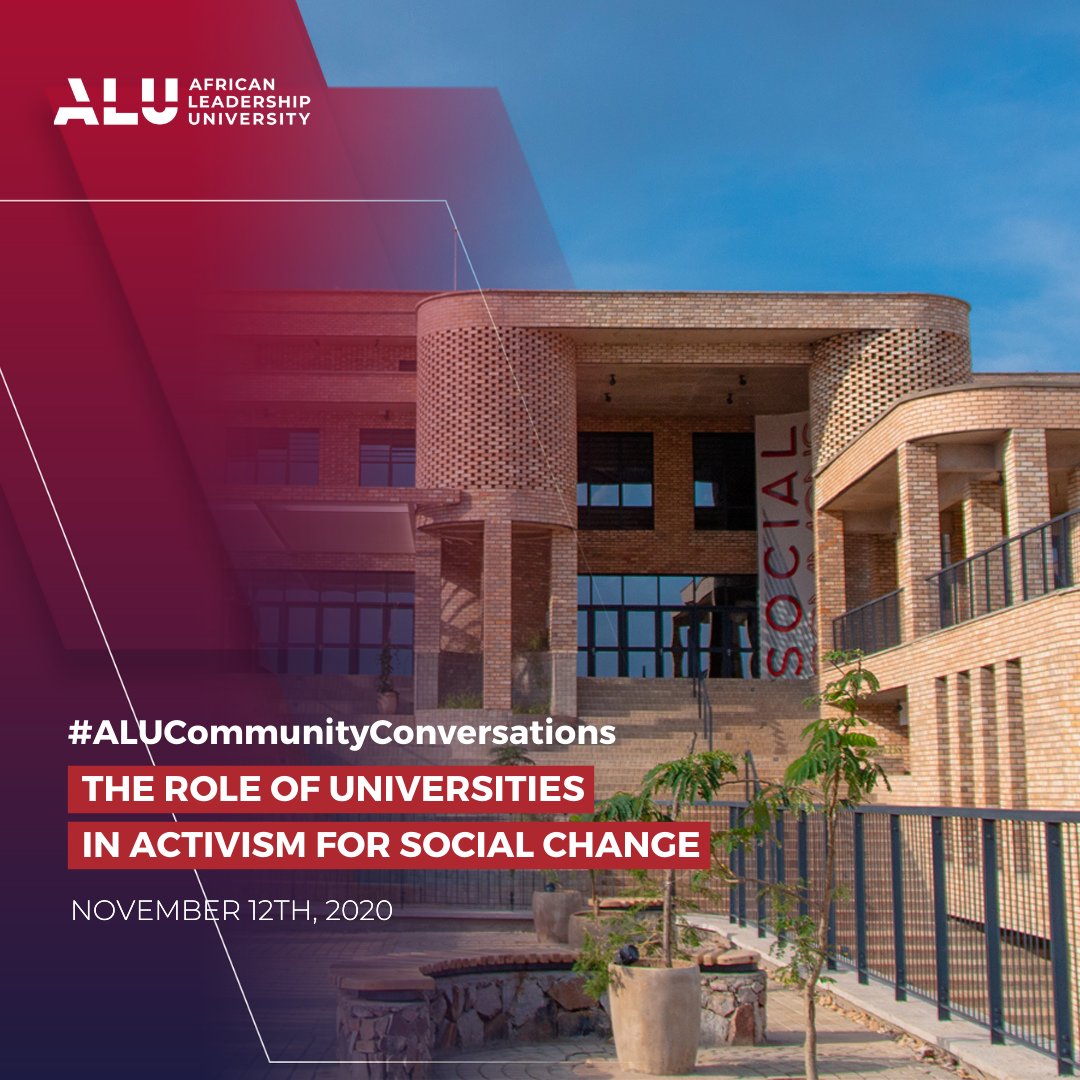 ALU AFRICAN
LEADERSHIP
UNIVERSITY
SOCIAL
#ALUCommunityConversations
THE ROLE OF UNIVERSITIES
IN ACTIVISM FOR SOCIAL CHANGE
NOVEMBER 12TH, 2020